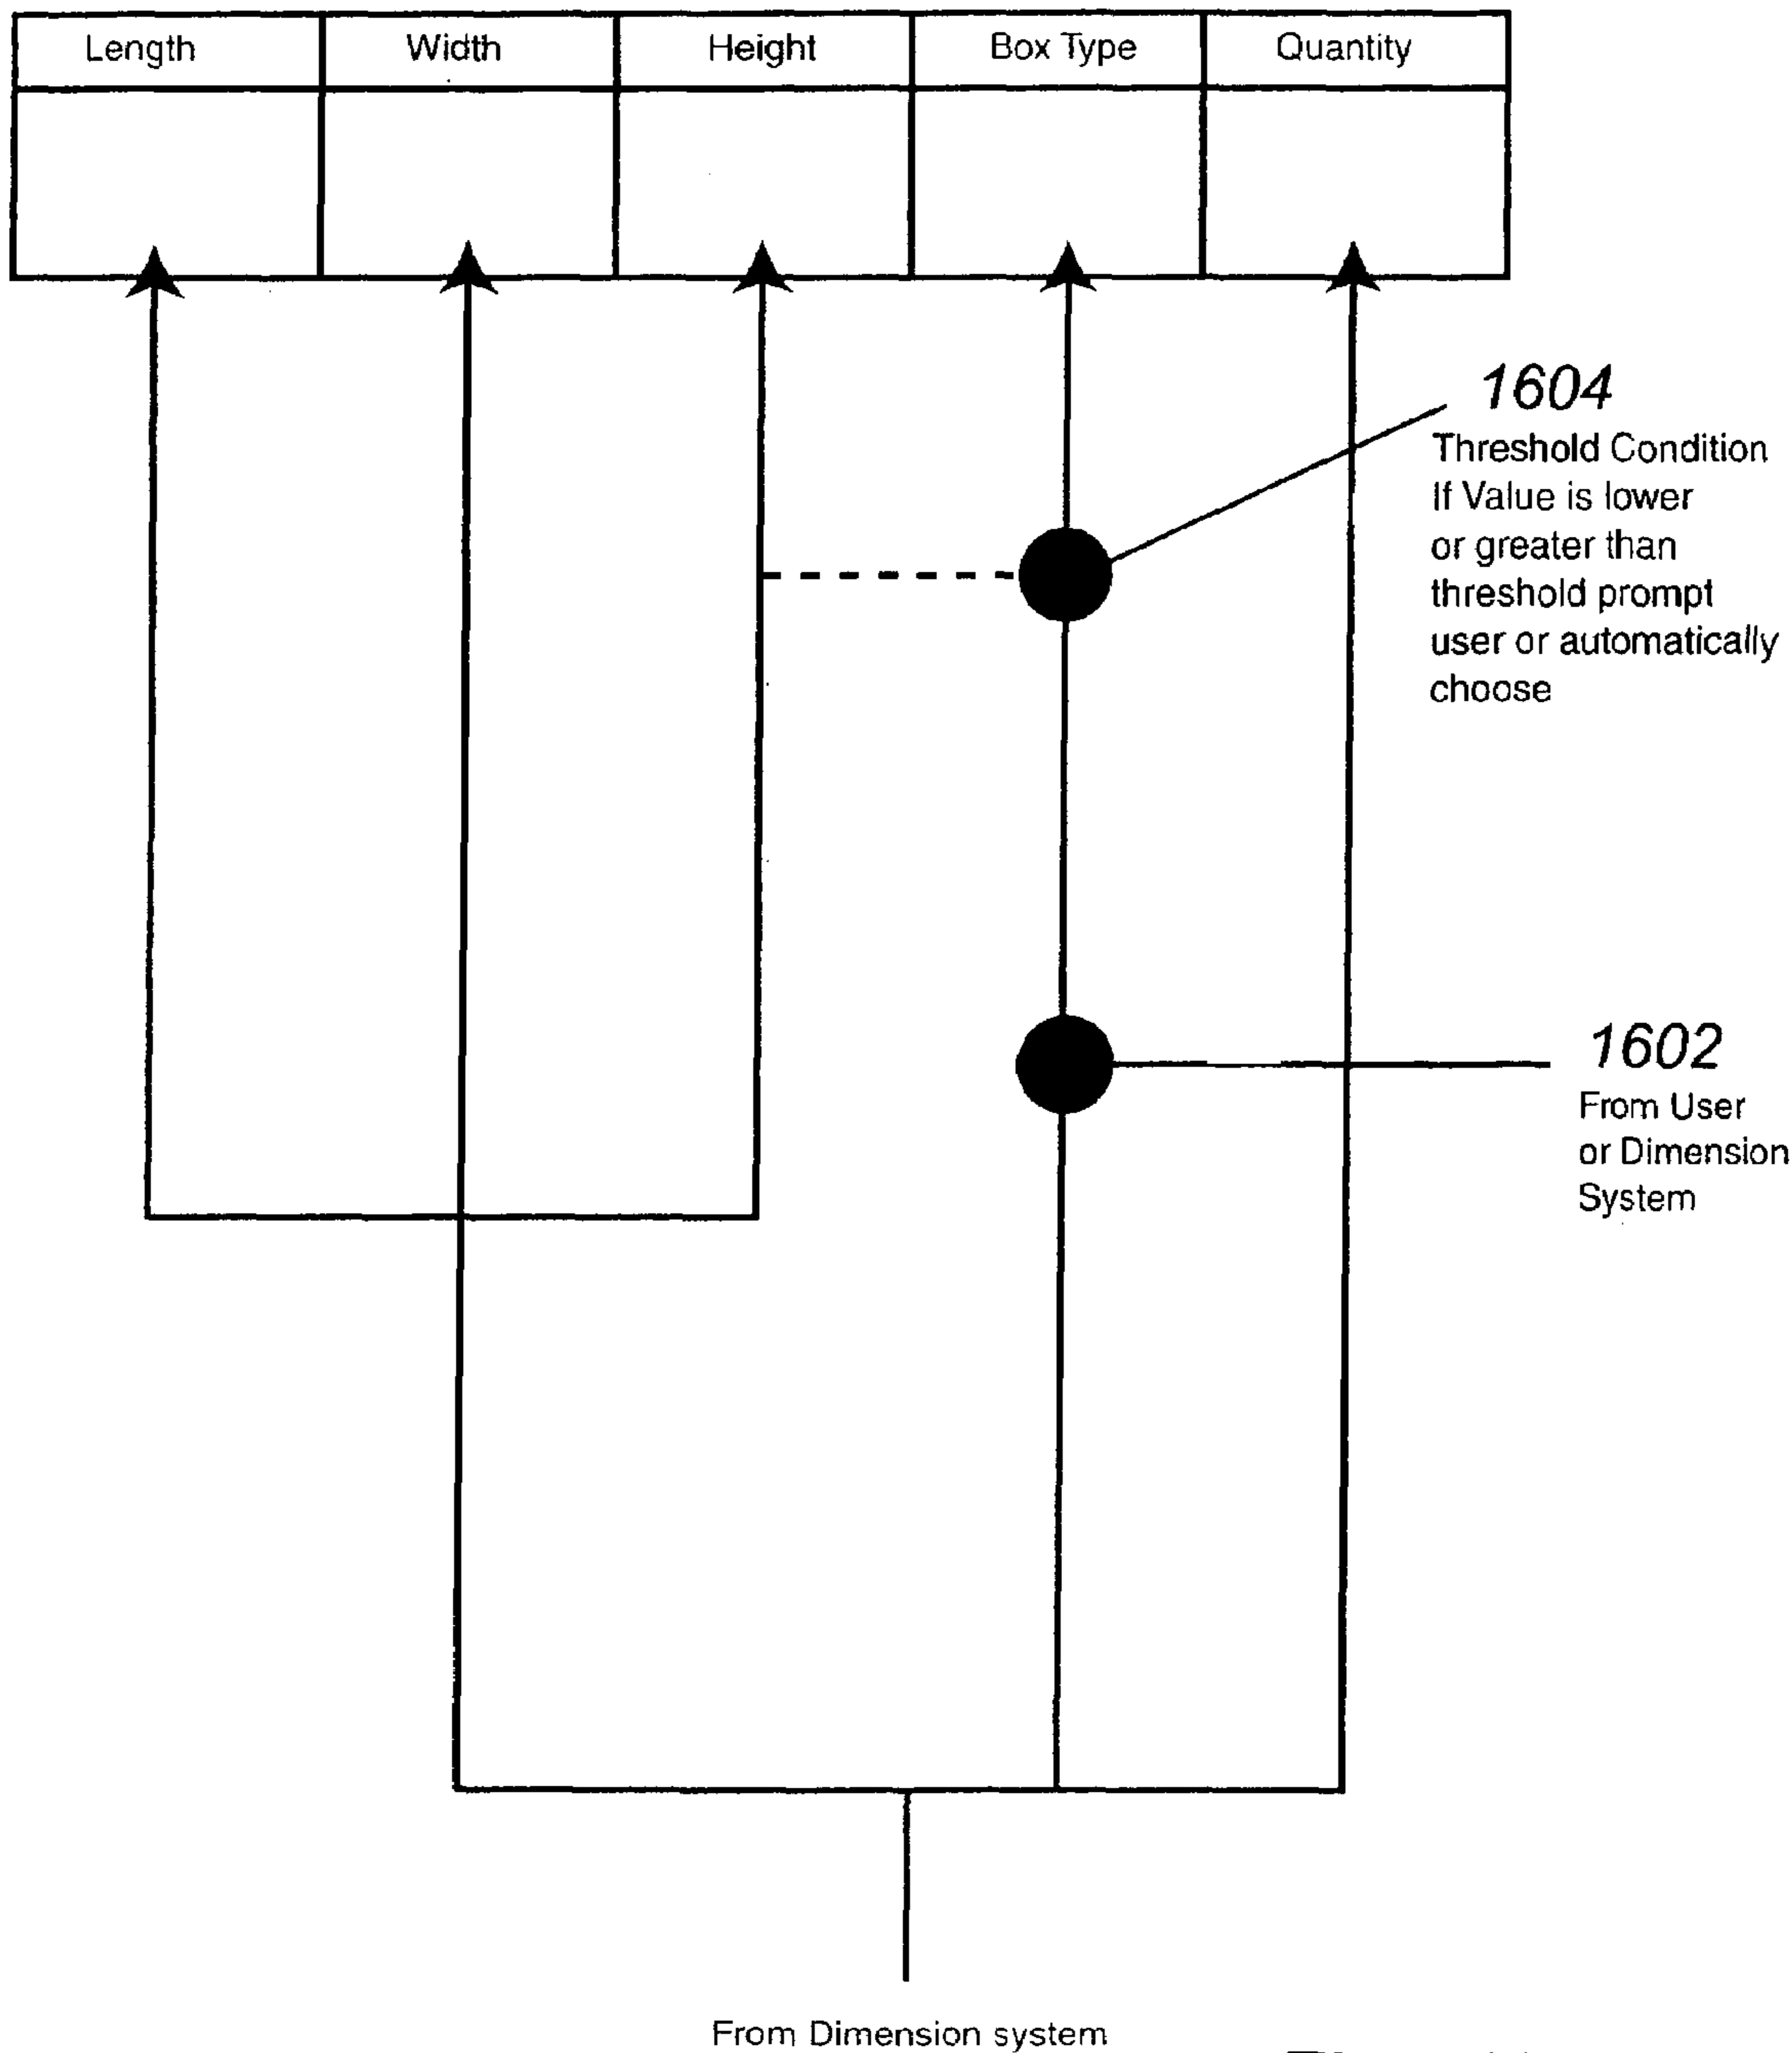 Length Width Height Box Type Quantity
1604
Threshold Condition
If Value is lower
or greater than
threshold prompt
user or automatically
choose
1602
From User
or Dimension
System
From Dimension system